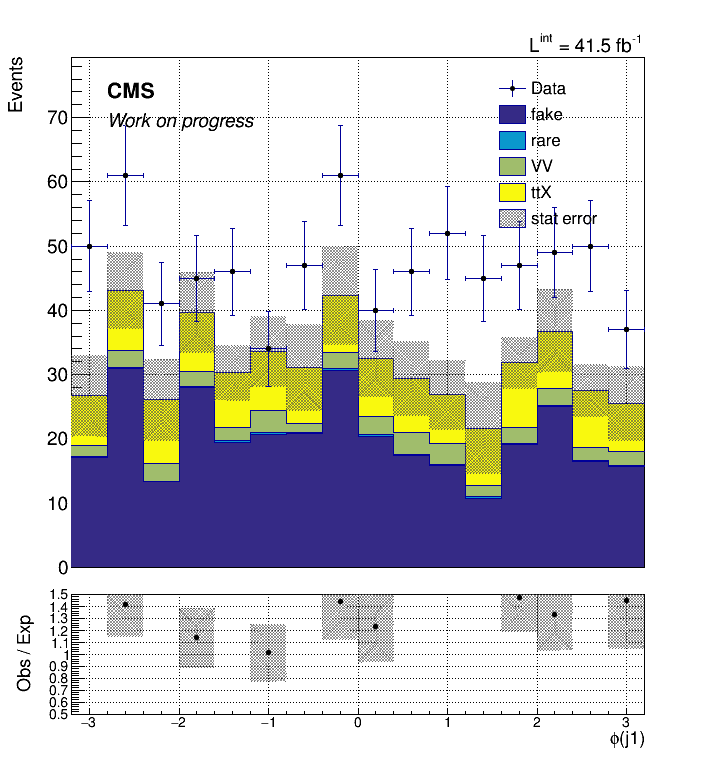 L^int = 41.5 fb^-1
Events
CMS
Work on progress
Data
fake
rare
VV
ttX
stat error
70
60
50
40
30
20
10
0
Obs / Exp
1.5
1.4
1.3
1.2
1.1
1
0.9
0.8
0.7
0.6
0.5
−3 −2 −1 0 1 2 3
ϕ(j1)